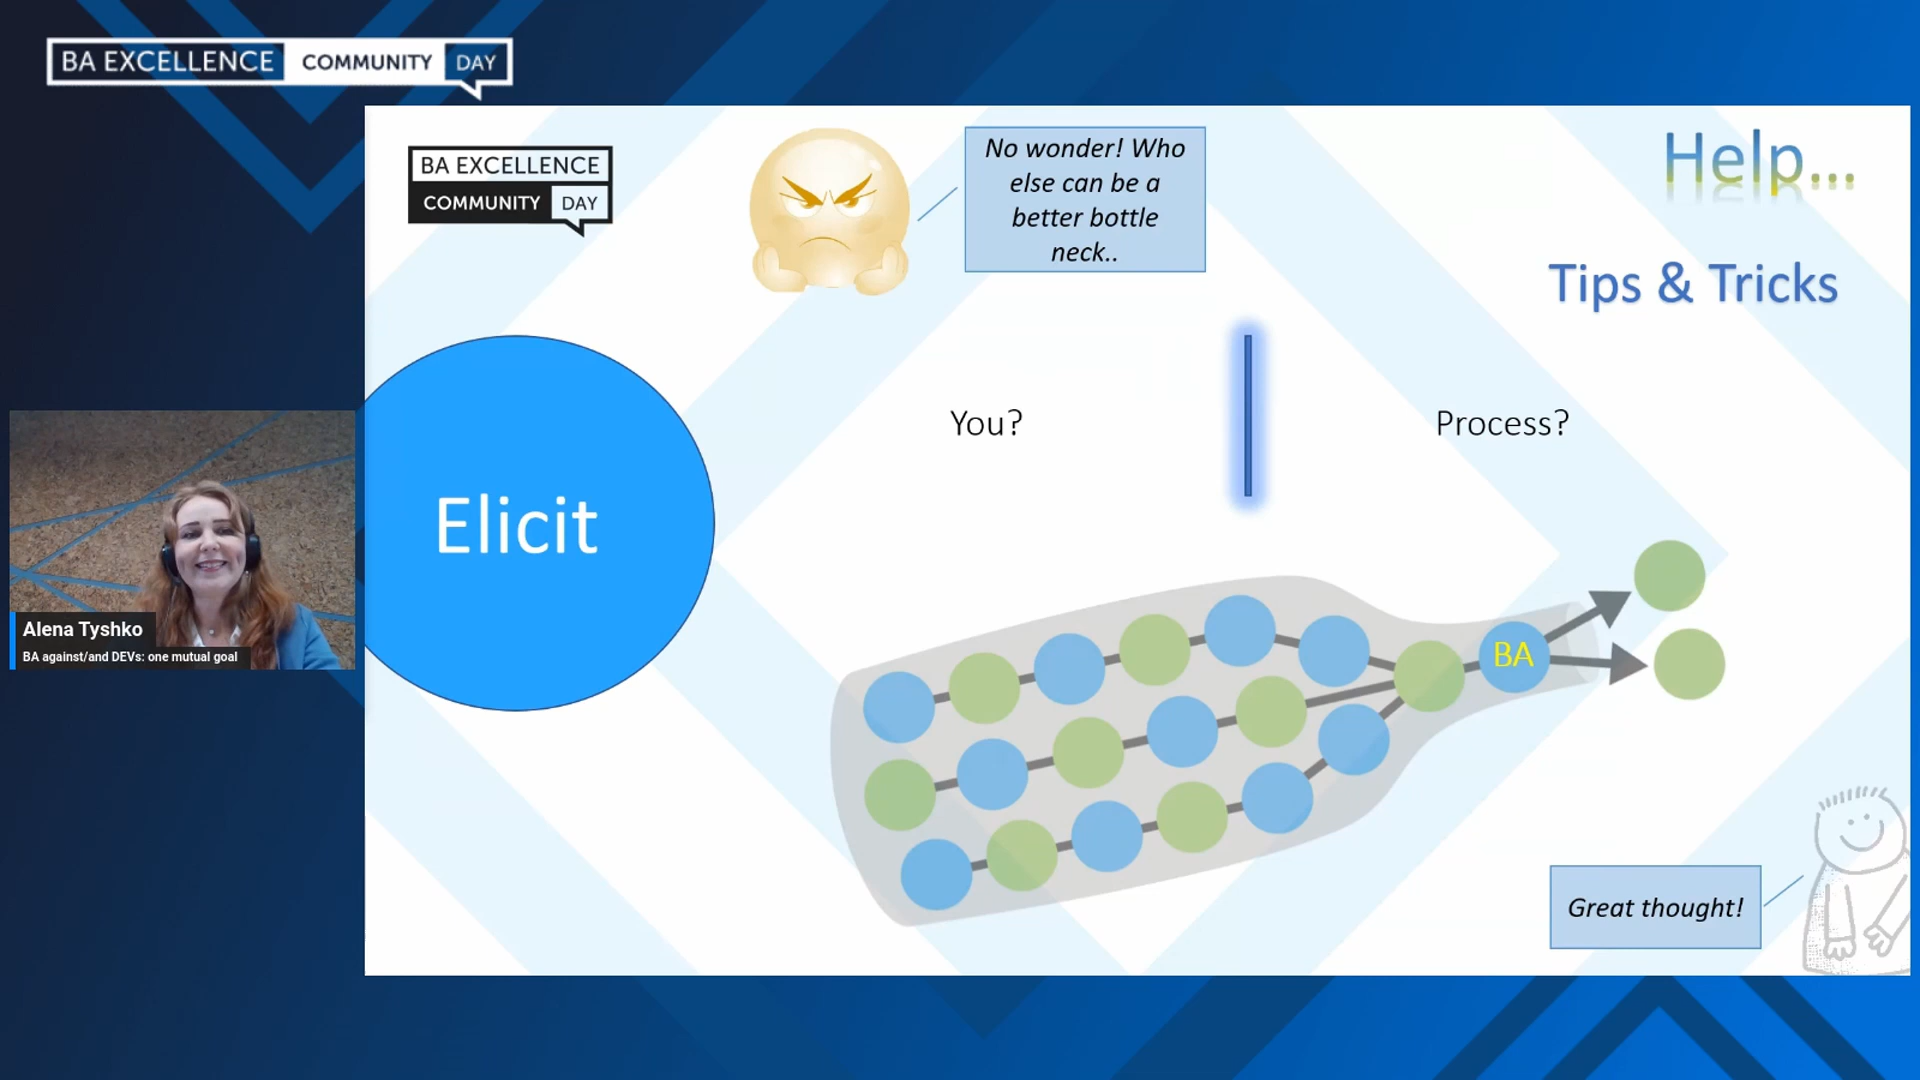 BA EXCELLENCE COMMUNITY DAY
BA EXCELLENCE
COMMUNITY DAY
No wonder! Who
else can be a
better bottle
neck..
Help...
Tips & Tricks
You?
Process?
Elicit
BA
Alena Tyshko
BA against/and DEVs: one mutual goal
Great thought!